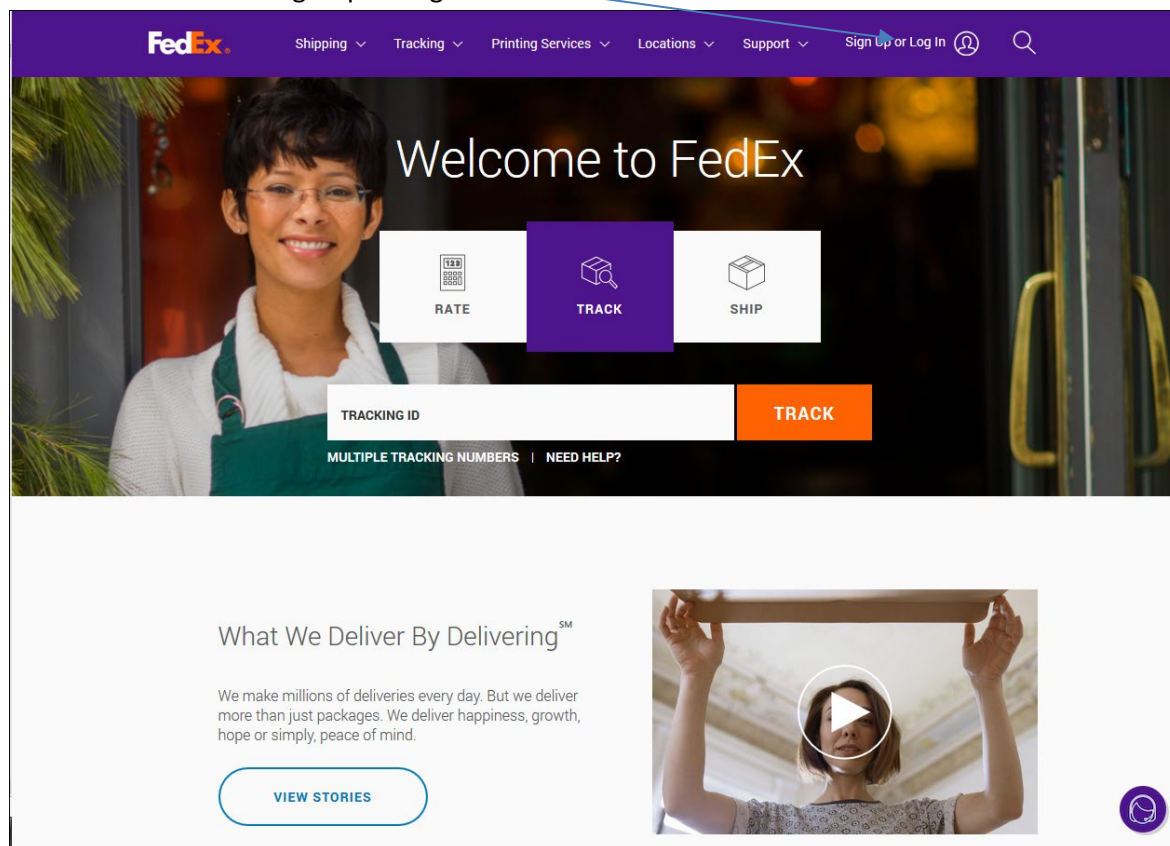 FedEx®
Shipping Tracking Printing Services Locations Support Sign Up or Log In
Welcome to FedEx
123
RATE TRACK SHIP
TRACKING ID TRACK
MULTIPLE TRACKING NUMBERS | NEED HELP?
What We Deliver By Delivering℠
We make millions of deliveries every day. But we deliver
more than just packages. We deliver happiness, growth,
hope or simply, peace of mind.
VIEW STORIES